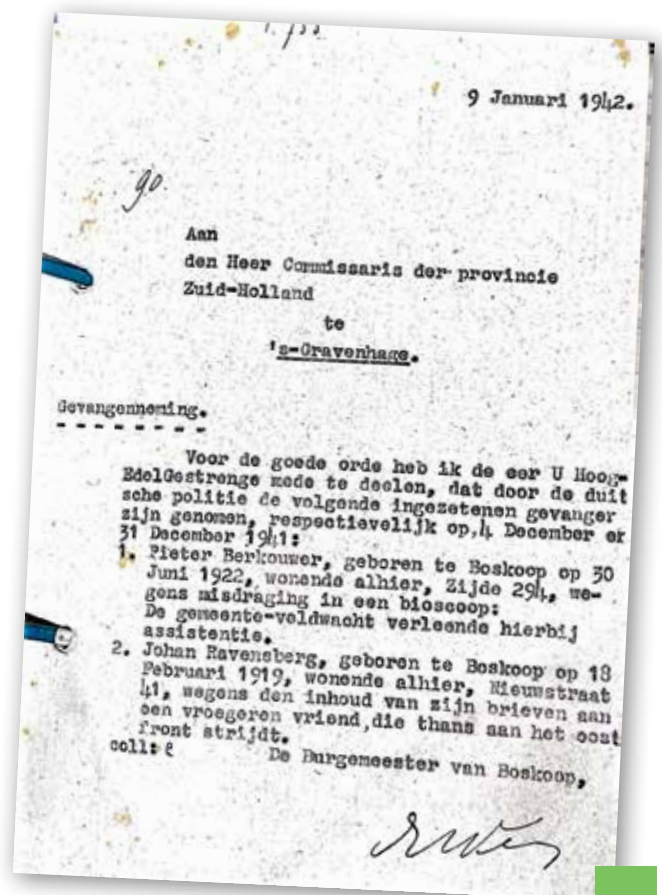 9 Januari 1942.
90.
Aan
den Heer Commissaris der provincie
Zuid-Holland
te
's-Gravenhage.
Gevangenneming.
Voor de goede orde heb ik de eer U Hoog-
EdelGestrenge mede te deelen, dat door de duit
sche politie de volgende ingezetenen gevangen
zijn genomen, respectievelijk op, 4 December en
31 December 1941:
1. Pieter Berkouwer, geboren te Boskoop op 30
Juni 1922, wonende alhier, Zijde 294, we-
gens misdraging in een bioscoop:
De gemeente-veldwacht verleende hierbij
assistentie.
2. Johan Ravensberg, geboren te Boskoop op 18
Februari 1919, wonende alhier, Nieuwstraat
41, wegens den inhoud van zijn brieven aan
een vroegeren vriend, die thans aan het oost
front strijdt.
coll:
De Burgemeester van Boskoop,